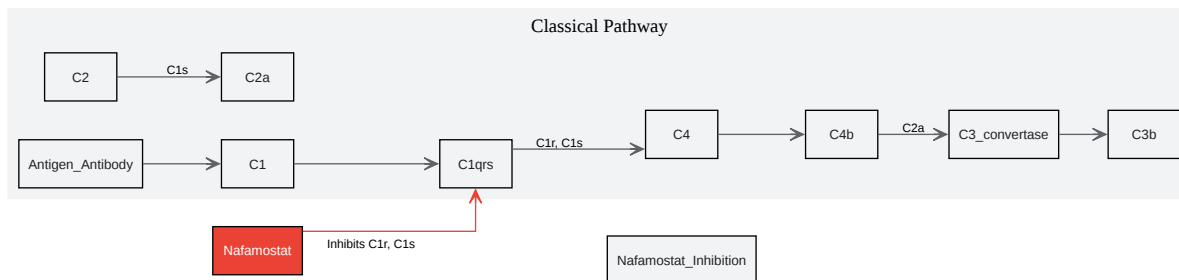 Classical Pathway
C2
C1s
C2a
Antigen_Antibody
C1
C1qrs
C1r, C1s
C4
C4b
C2a
C3_convertase
C3b
Nafamostat
Inhibits C1r, C1s
Nafamostat_Inhibition